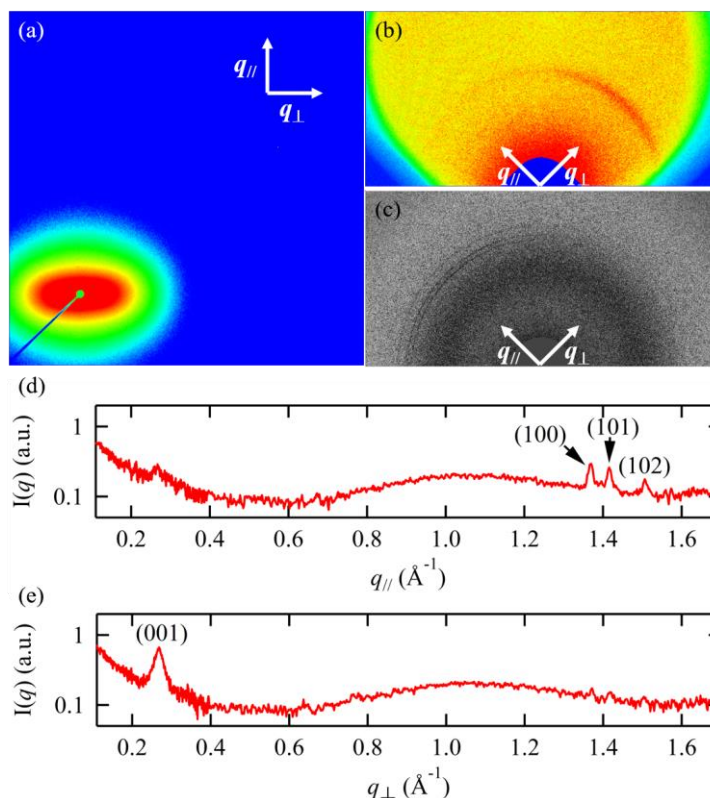 (a)
q//
q⊥
(b)
q//
q⊥
(c)
q//
q⊥
(d)
I(q) (a.u.)
1
0.1
(100)
(101)
(102)
0.2 0.4 0.6 0.8 1.0 1.2 1.4 1.6
q// (Å⁻¹)
(e)
I(q) (a.u.)
1
0.1
(001)
0.2 0.4 0.6 0.8 1.0 1.2 1.4 1.6
q⊥ (Å⁻¹)